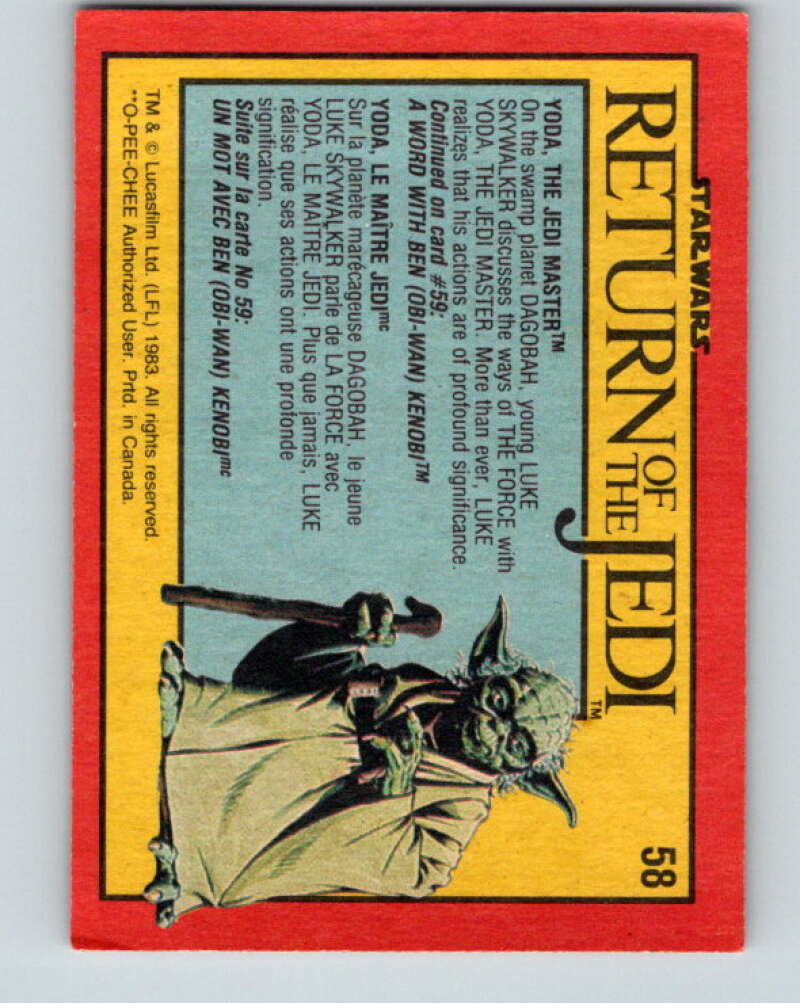 STAR WARS
RETURN OF THE JEDI™
58
YODA, THE JEDI MASTER™
On the swamp planet DAGOBAH, young LUKE
SKYWALKER discusses the ways of THE FORCE with
YODA, THE JEDI MASTER. More than ever, LUKE
realizes that his actions are of profound significance.
Continued on card #59:
A WORD WITH BEN (OBI-WAN) KENOBI™
YODA, LE MAÎTRE JEDImc
Sur la planète marécageuse DAGOBAH, le jeune
LUKE SKYWALKER parle de LA FORCE avec
YODA, LE MAÎTRE JEDI. Plus que jamais, LUKE
réalise que ses actions ont une profonde
signification.
Suite sur la carte No 59:
UN MOT AVEC BEN (OBI-WAN) KENOBImc
TM & © Lucasfilm Ltd. (LFL) 1983. All rights reserved.
**O-PEE-CHEE Authorized User. Prtd. in Canada.